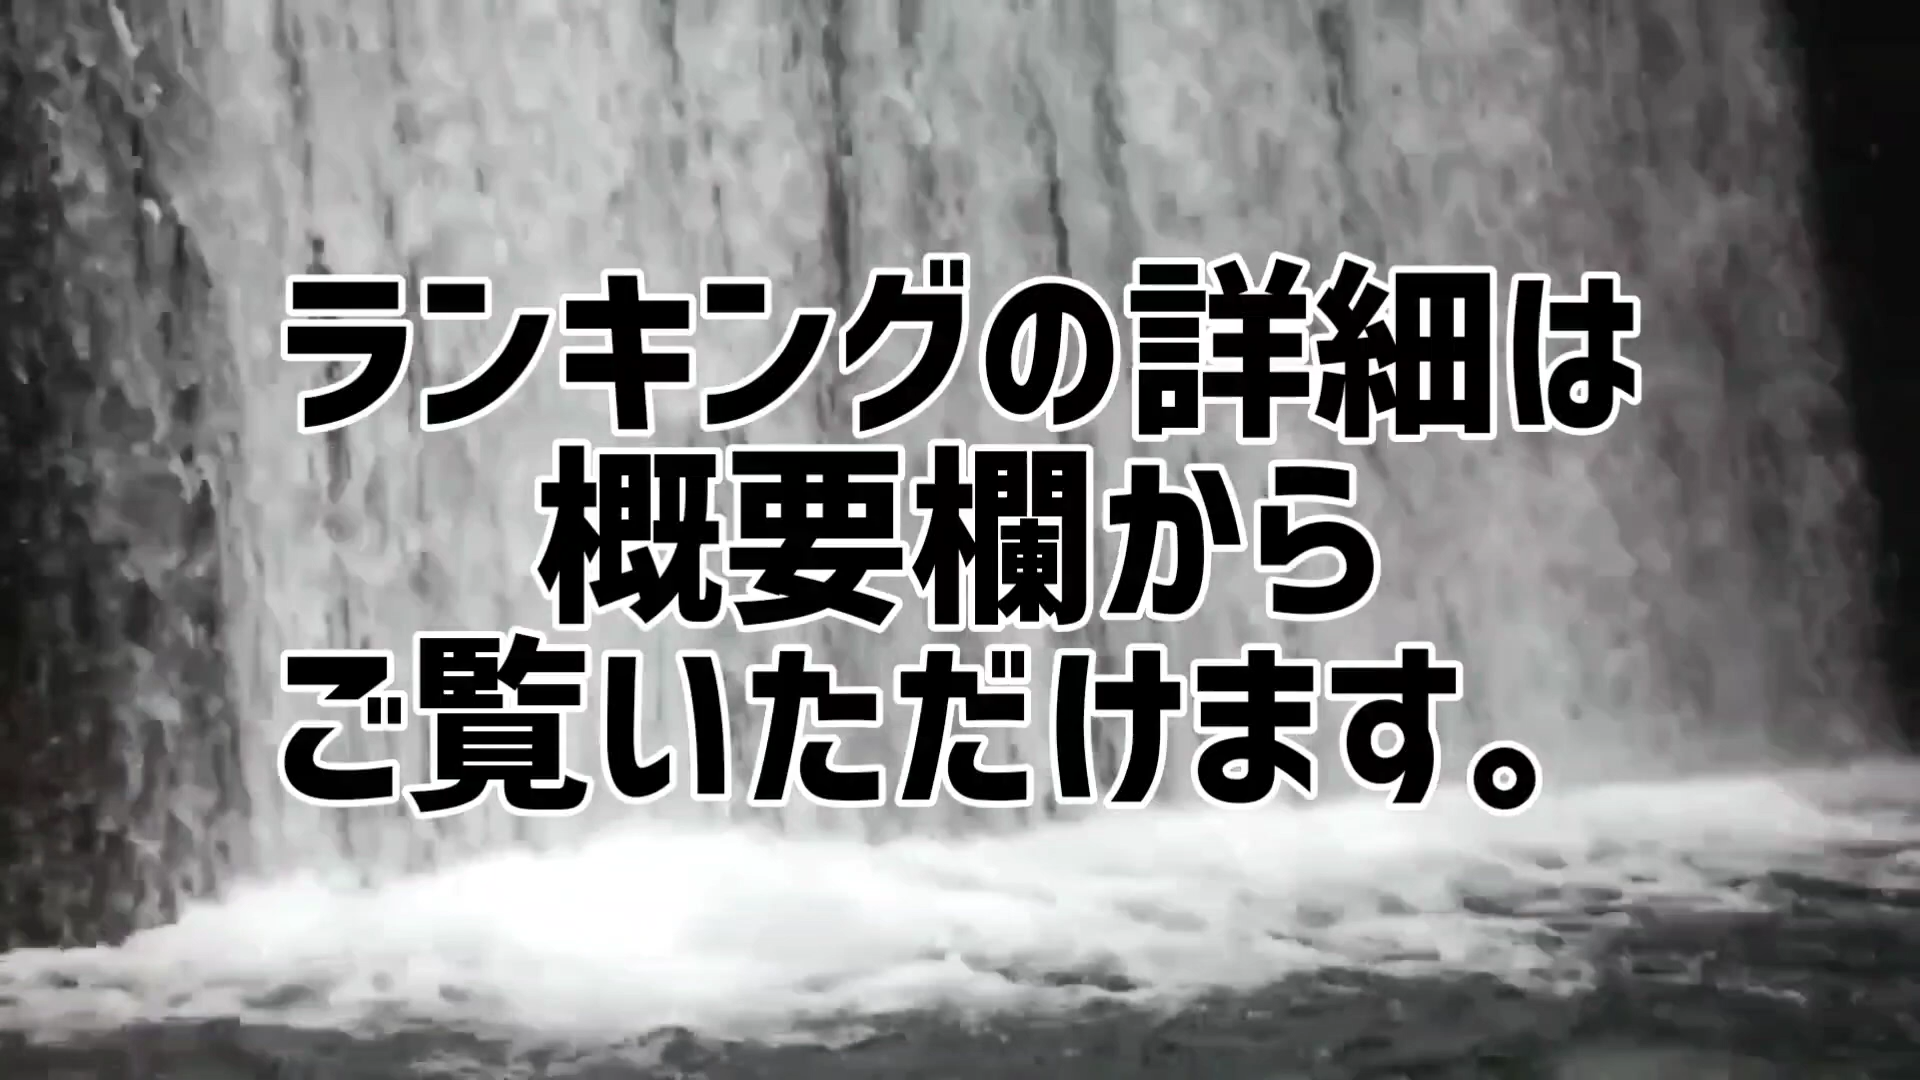 ランキングの詳細は
概要欄から
ご覧いただけます。